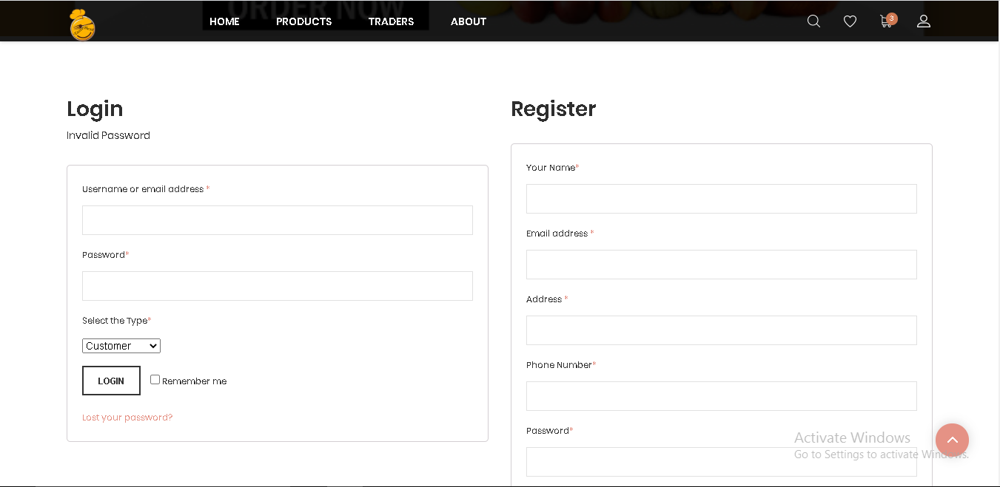 ORDER NOW
HOME PRODUCTS TRADERS ABOUT
3
Login
Invalid Password
Username or email address *
Password*
Select the Type*
Customer
LOGIN Remember me
Lost your password?
Register
Your Name*
Email address *
Address *
Phone Number*
Password*
Activate Windows
Go to Settings to activate Windows.